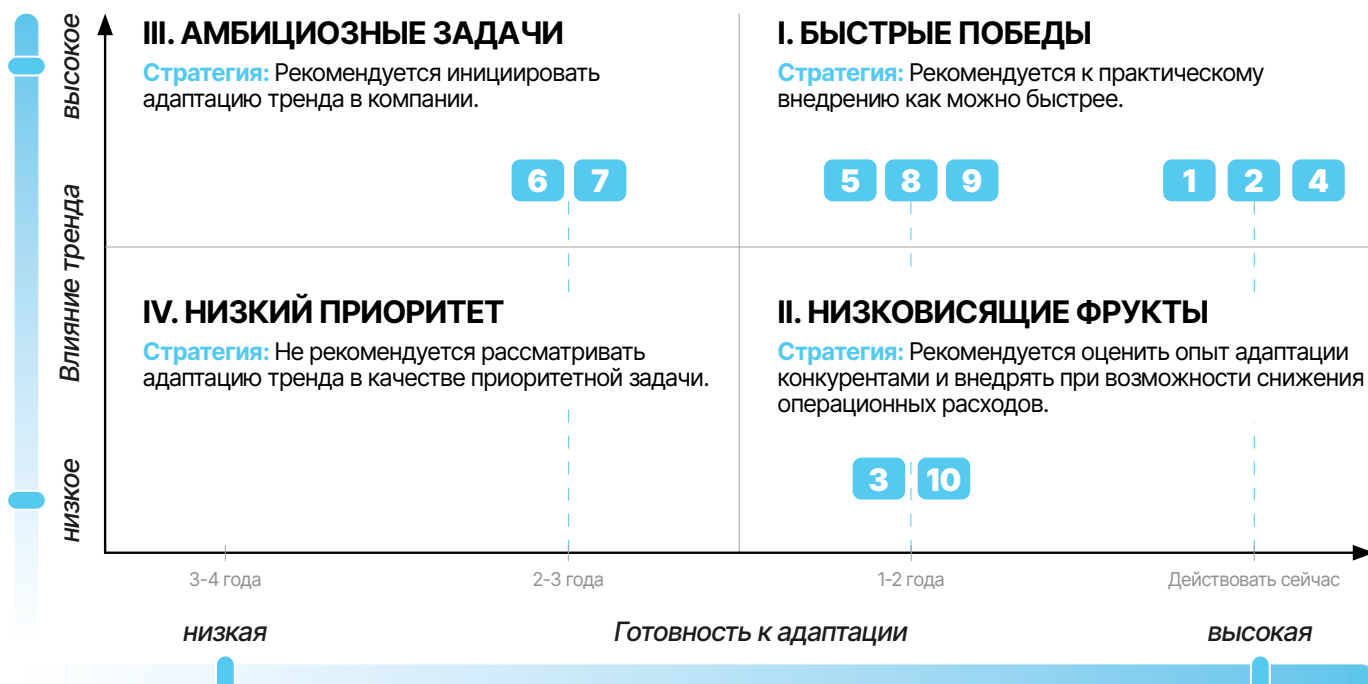 высокое
Влияние тренда
низкое
III. АМБИЦИОЗНЫЕ ЗАДАЧИ
Стратегия: Рекомендуется инициировать
адаптацию тренда в компании.
6 7
I. БЫСТРЫЕ ПОБЕДЫ
Стратегия: Рекомендуется к практическому
внедрению как можно быстрее.
5 8 9
1 2 4
IV. НИЗКИЙ ПРИОРИТЕТ
Стратегия: Не рекомендуется рассматривать
адаптацию тренда в качестве приоритетной задачи.
II. НИЗКОВИСЯЩИЕ ФРУКТЫ
Стратегия: Рекомендуется оценить опыт адаптации
конкурентами и внедрять при возможности снижения
операционных расходов.
3 10
3-4 года
2-3 года
1-2 года
Действовать сейчас
низкая
Готовность к адаптации
высокая